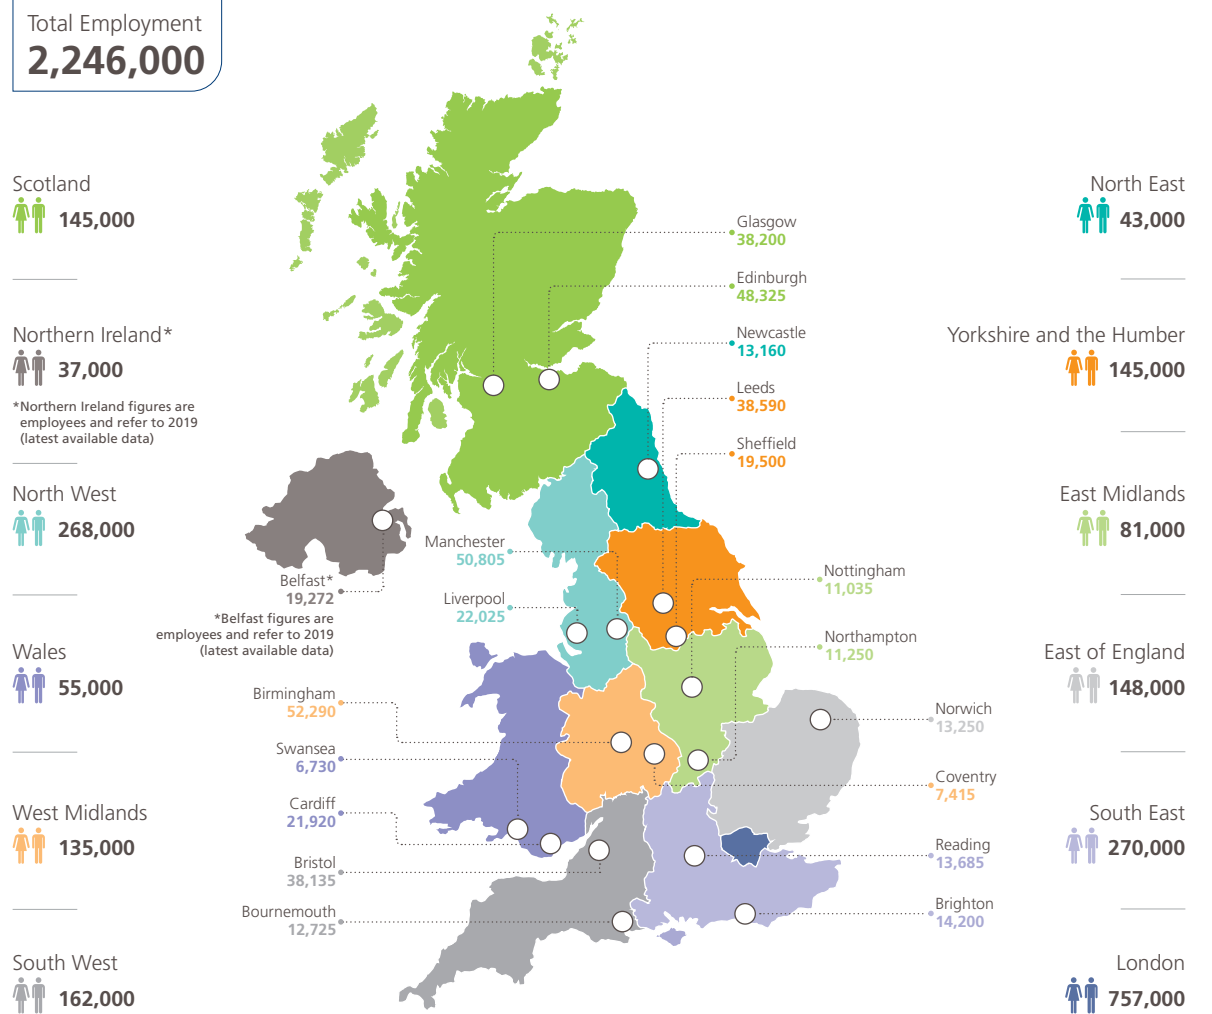 Total Employment
2,246,000
Scotland
145,000
Northern Ireland*
37,000
*Northern Ireland figures are
employees and refer to 2019
(latest available data)
North West
268,000
Wales
55,000
West Midlands
135,000
South West
162,000
Glasgow
38,200
Edinburgh
48,325
Newcastle
13,160
Leeds
38,590
Sheffield
19,500
Manchester
50,805
Liverpool
22,025
Belfast*
19,272
*Belfast figures are
employees and refer to 2019
(latest available data)
Birmingham
52,290
Swansea
6,730
Cardiff
21,920
Bristol
38,135
Bournemouth
12,725
Nottingham
11,035
Northampton
11,250
Norwich
13,250
Coventry
7,415
Reading
13,685
Brighton
14,200
North East
43,000
Yorkshire and the Humber
145,000
East Midlands
81,000
East of England
148,000
South East
270,000
London
757,000